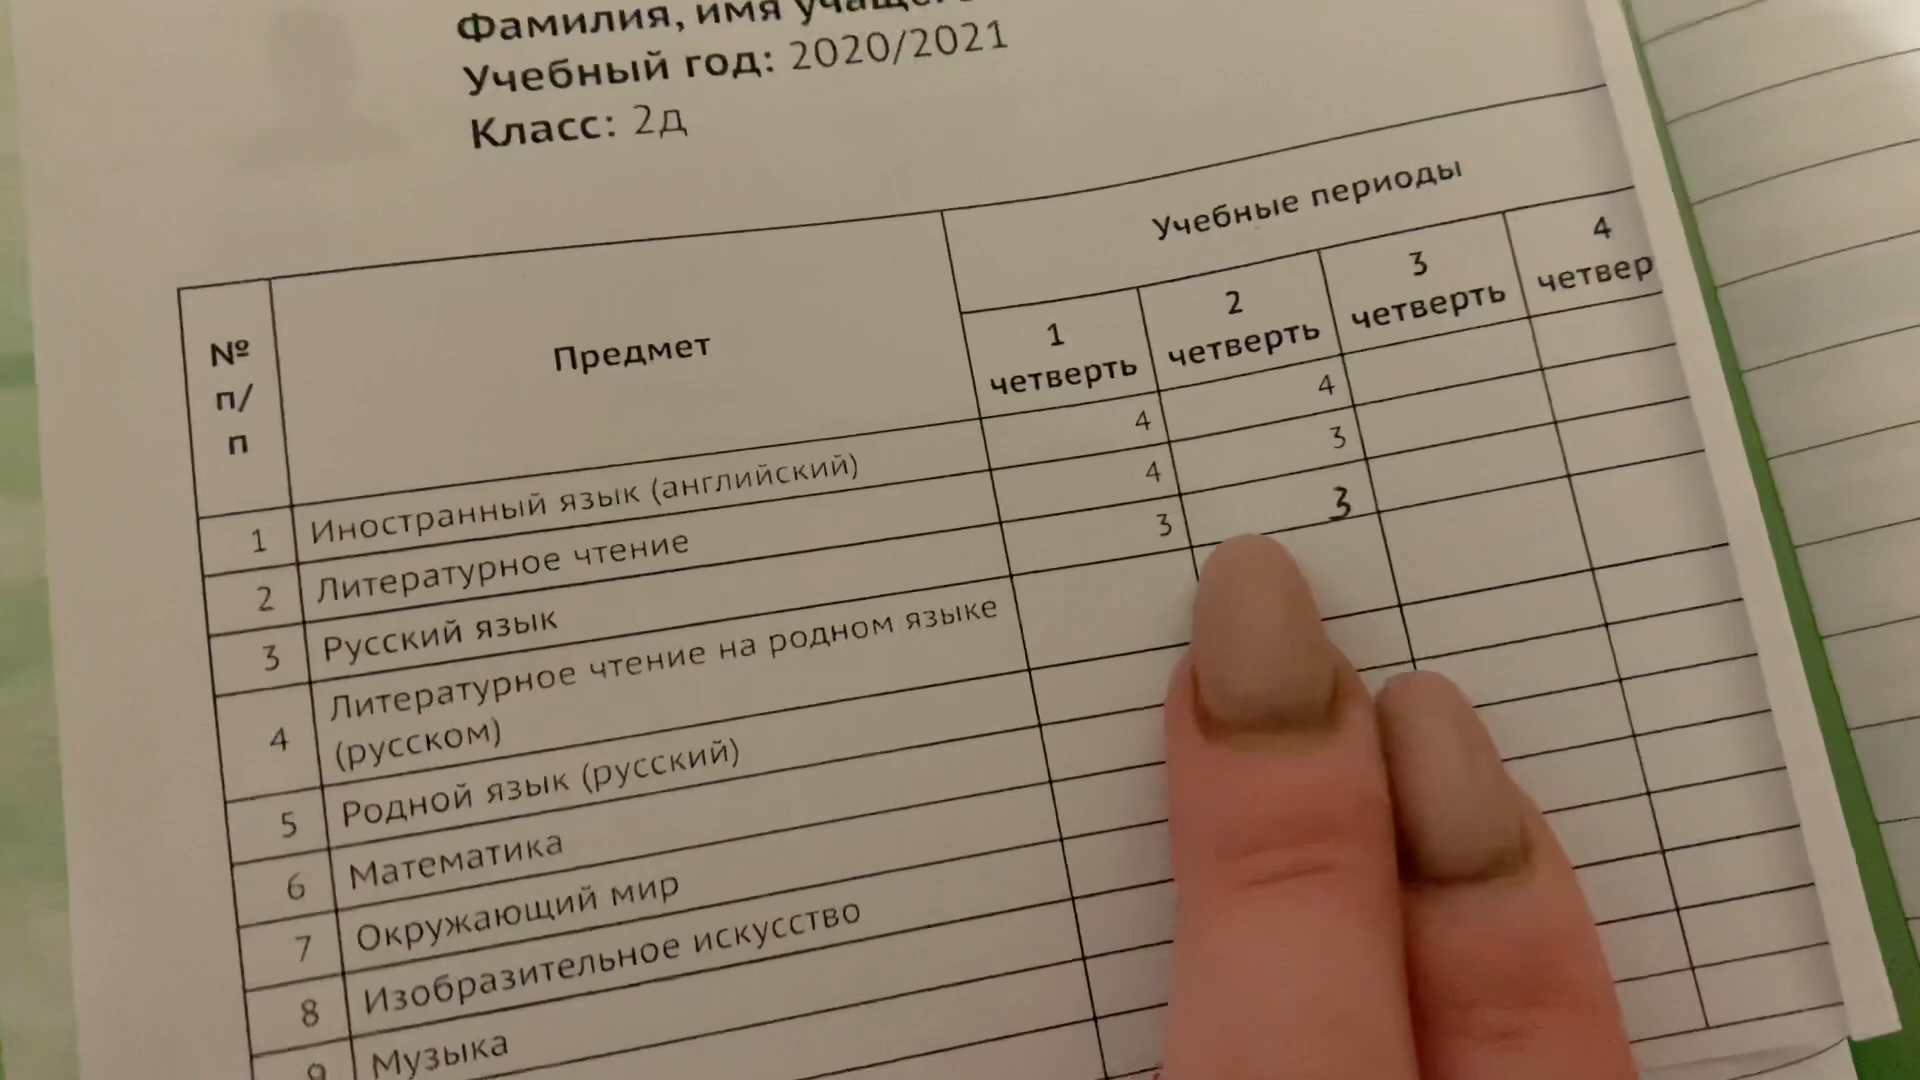 Фамилия, имя
Учебный год: 2020/2021
Класс: 2д
№ п/п
Предмет
Учебные периоды
1 четверть
2 четверть
3 четверть
4 четвер
1 Иностранный язык (английский) 4 4
2 Литературное чтение 4 3
3 Русский язык 3 3
4 Литературное чтение на родном языке
(русском)
5 Родной язык (русский)
6 Математика
7 Окружающий мир
8 Изобразительное искусство
9 Музыка